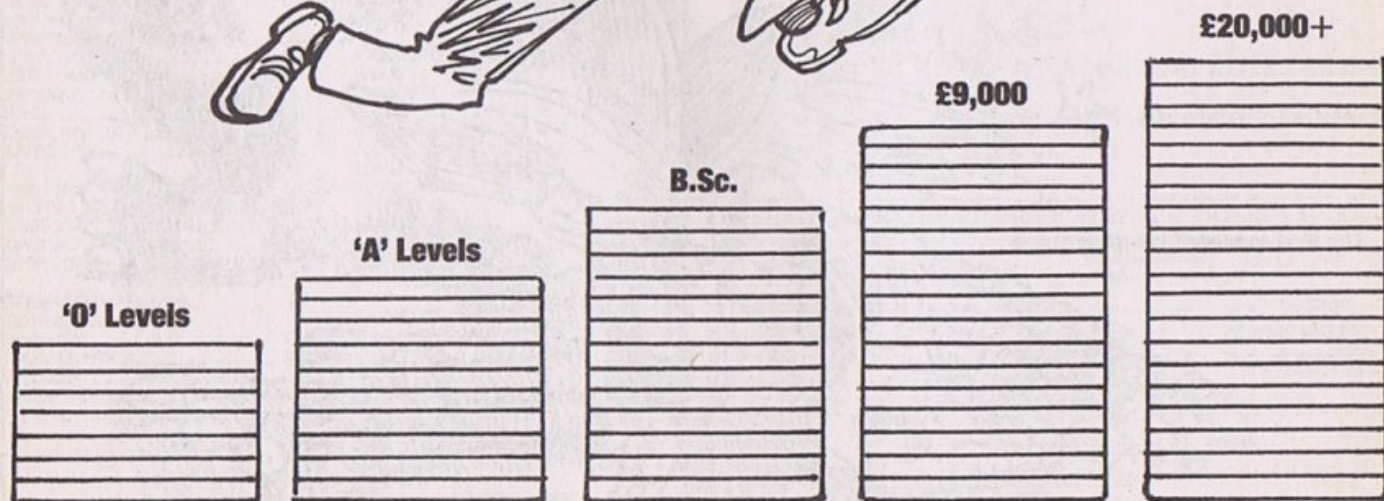 'O' Levels
'A' Levels
B.Sc.
£9,000
£20,000+